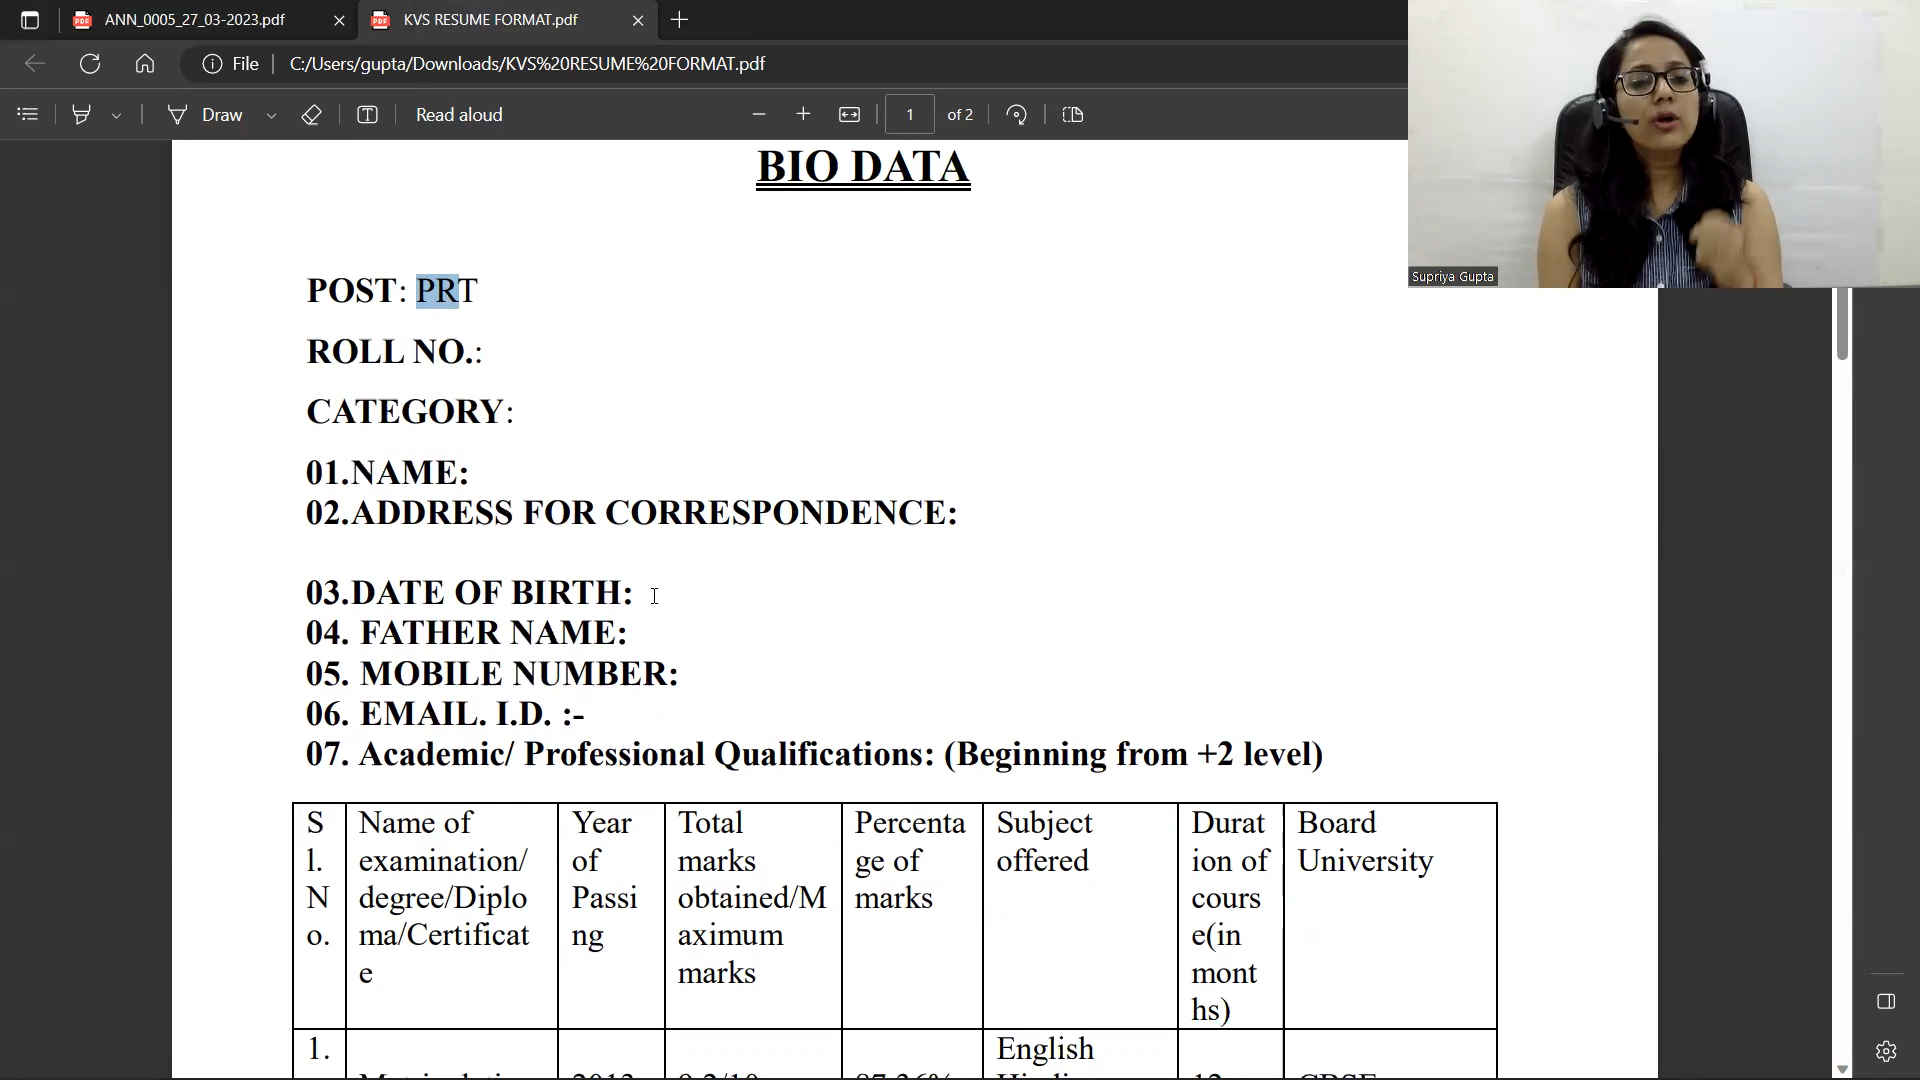 ANN_0005_27_03-2023.pdf
KVS RESUME FORMAT.pdf
File
C:/Users/gupta/Downloads/KVS%20RESUME%20FORMAT.pdf
Draw
Read aloud
1 of 2
Supriya Gupta
BIO DATA
POST: PRT
ROLL NO.:
CATEGORY:
01.NAME:
02.ADDRESS FOR CORRESPONDENCE:
03.DATE OF BIRTH:
04. FATHER NAME:
05. MOBILE NUMBER:
06. EMAIL. I.D. :-
07. Academic/ Professional Qualifications: (Beginning from +2 level)
S
l.
N
o.
Name of
examination/
degree/Diplo
ma/Certificat
e
Year
of
Passi
ng
Total
marks
obtained/M
aximum
marks
Percenta
ge of
marks
Subject
offered
Durat
ion of
cours
e(in
mont
hs)
Board
University
1.
English